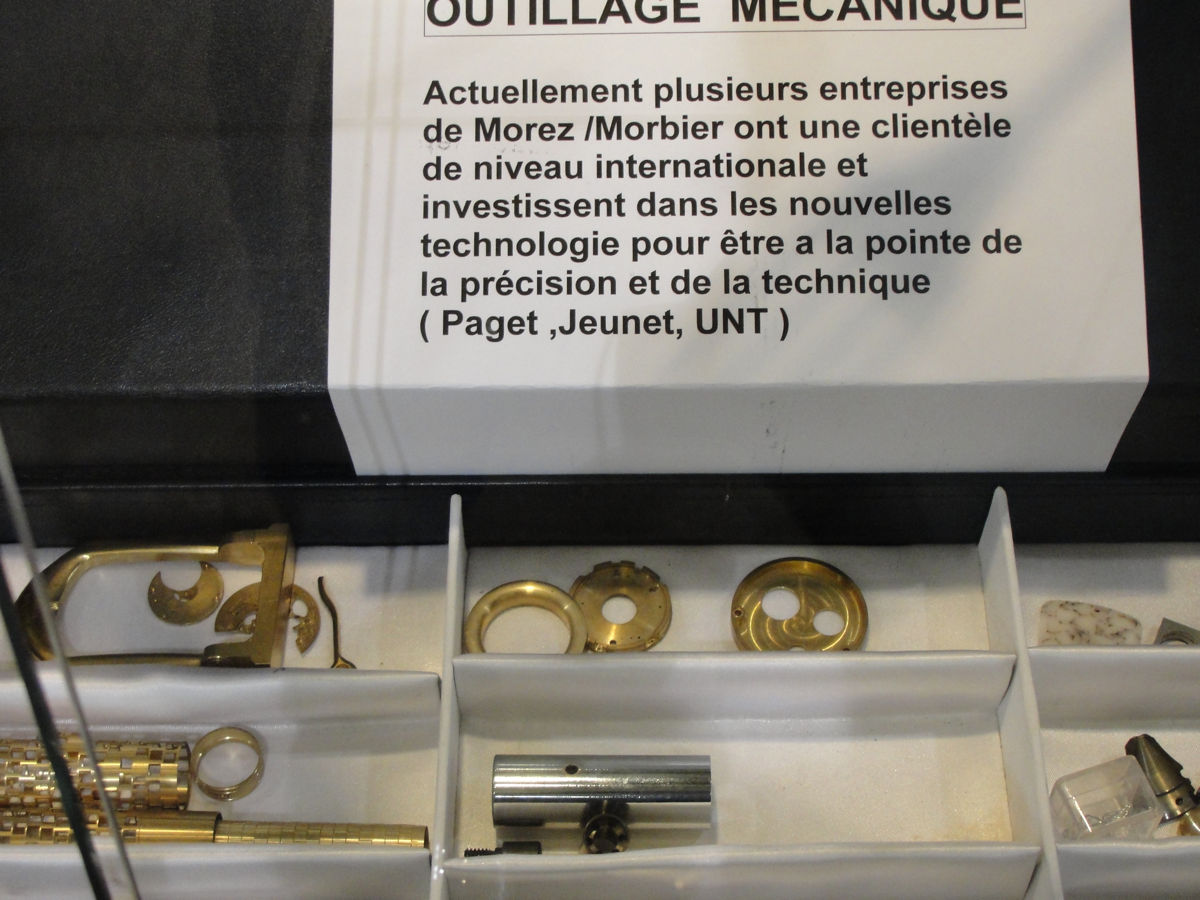 OUTILLAGE MECANIQUE
Actuellement plusieurs entreprises
de Morez /Morbier ont une clientèle
de niveau internationale et
investissent dans les nouvelles
technologie pour être a la pointe de
la précision et de la technique
( Paget ,Jeunet, UNT )